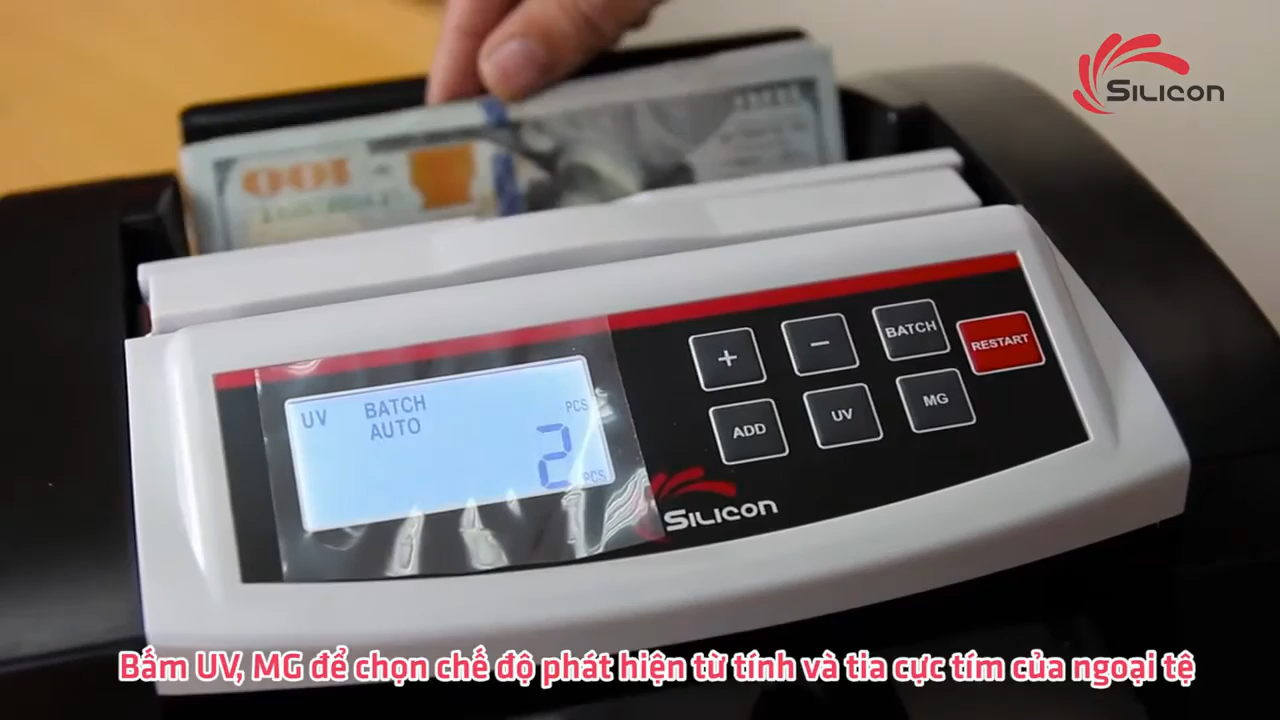 SILICON
100
+
−
BATCH
RESTART
ADD
UV
MG
UV
BATCH
AUTO
PCS
2
PCS
SILICON
Bấm UV, MG để chọn chế độ phát hiện từ tính và tia cực tím của ngoại tệ